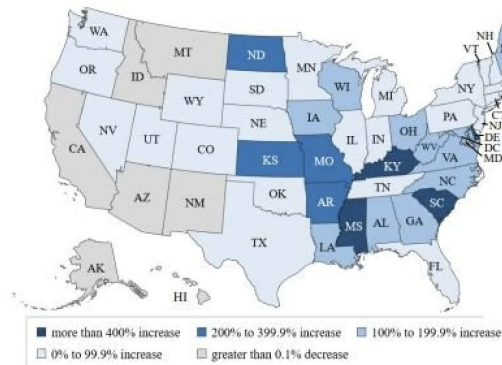 WA
MT
ND
MN
VT
NH
OR
ID
SD
WI
MI
NY
WY
NE
IA
PA
NV
UT
CO
IL
IN
OH
NJ
DE
DC
MD
CA
KS
MO
KY
WV
VA
AZ
NM
OK
AR
TN
NC
SC
TX
LA
MS
AL
GA
FL
AK
HI
more than 400% increase
200% to 399.9% increase
100% to 199.9% increase
0% to 99.9% increase
greater than 0.1% decrease